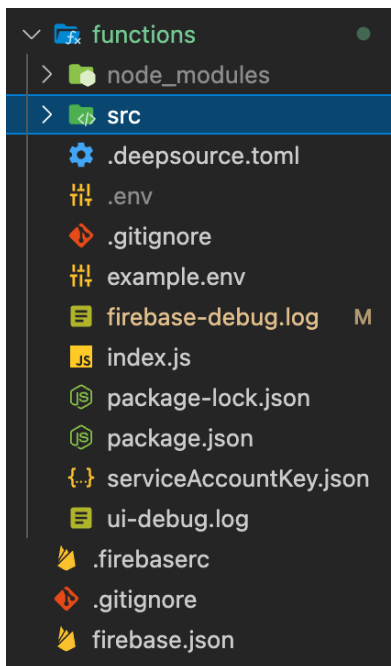 functions
node_modules
src
.deepsource.toml
.env
.gitignore
example.env
firebase-debug.log M
JS index.js
package-lock.json
package.json
{..} serviceAccountKey.json
ui-debug.log
.firebaserc
.gitignore
firebase.json